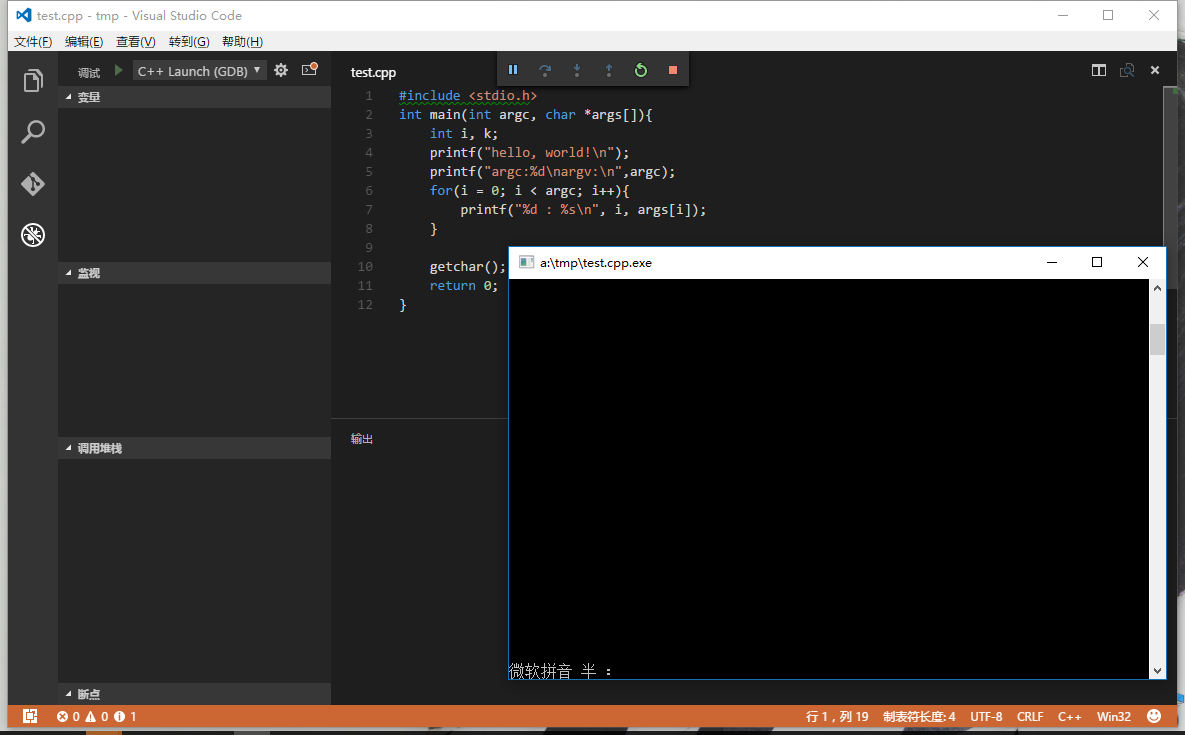 test.cpp - tmp - Visual Studio Code
文件(F) 编辑(E) 查看(V) 转到(G) 帮助(H)
调试 C++ Launch (GDB)
变量
监视
调用堆栈
断点
test.cpp
1 #include <stdio.h>
2 int main(int argc, char *args[]){
3 int i, k;
4 printf("hello, world!\n");
5 printf("argc:%d\nargv:\n",argc);
6 for(i = 0; i < argc; i++){
7 printf("%d : %s\n", i, args[i]);
8 }
9
10 getchar();
11 return 0;
12 }
输出
a:\tmp\test.cpp.exe
微软拼音 半 :
0 0 1 行 1，列 19 制表符长度: 4 UTF-8 CRLF C++ Win32